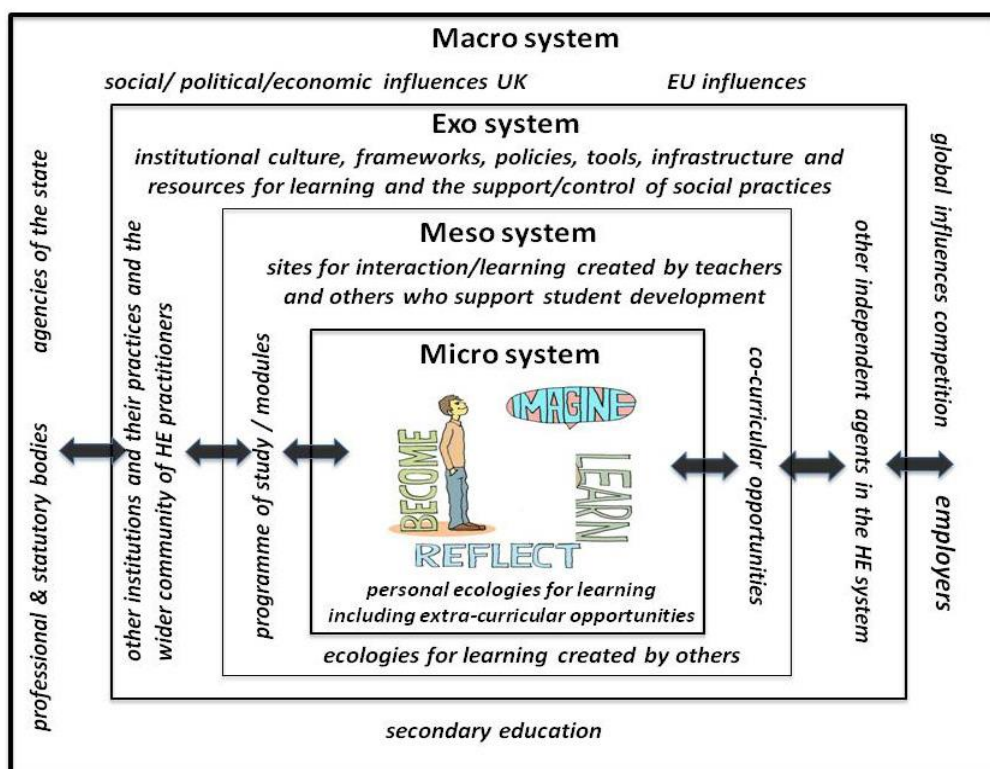 Macro system
social/ political/economic influences UK
EU influences
Exo system
institutional culture, frameworks, policies, tools, infrastructure and
resources for learning and the support/control of social practices
Meso system
sites for interaction/learning created by teachers
and others who support student development
Micro system
IMAGINE
BECOME
LEARN
REFLECT
personal ecologies for learning
including extra-curricular opportunities
ecologies for learning created by others
secondary education
agencies of the state
professional & statutory bodies
other institutions and their practices and the
wider community of HE practitioners
programme of study / modules
co-curricular opportunities
other independent agents in the HE system
global influences competition
employers